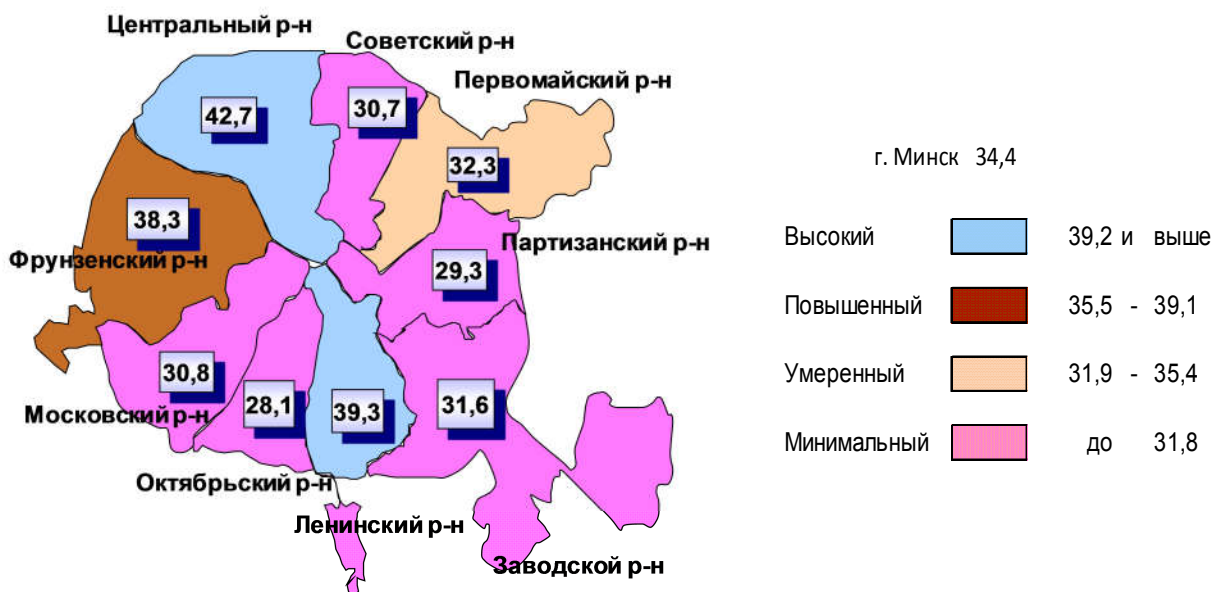 Центральный р-н
Советский р-н
Первомайский р-н
42,7
30,7
32,3
38,3
Фрунзенский р-н
Партизанский р-н
29,3
30,8
28,1
39,3
31,6
Московский р-н
Октябрьский р-н
Ленинский р-н
Заводской р-н
г. Минск 34,4
Высокий 39,2 и выше
Повышенный 35,5 - 39,1
Умеренный 31,9 - 35,4
Минимальный до 31,8